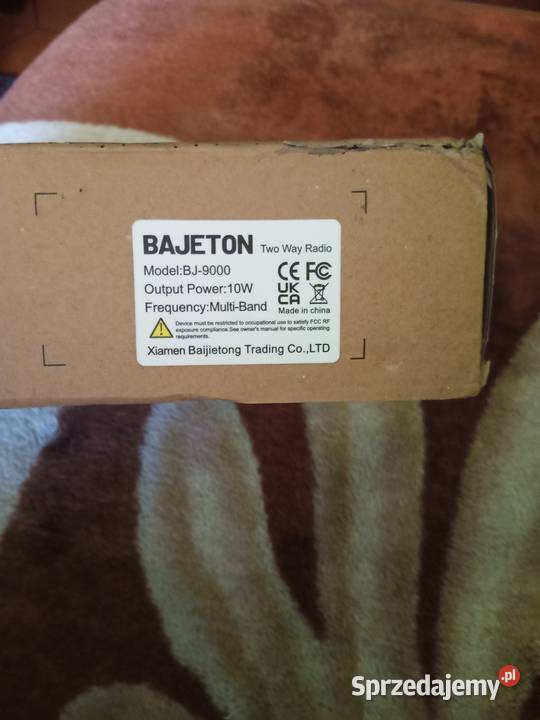 BAJETON Two Way Radio
Model:BJ-9000
Output Power:10W
Frequency:Multi-Band
CE FC
UK
CA
Made in china
Device must be restricted to occupational use to satisfy FCC RF
exposure compliance.See owner's manual for specific operating
requirements.
Xiamen Baijietong Trading Co.,LTD
Sprzedajemy.pl